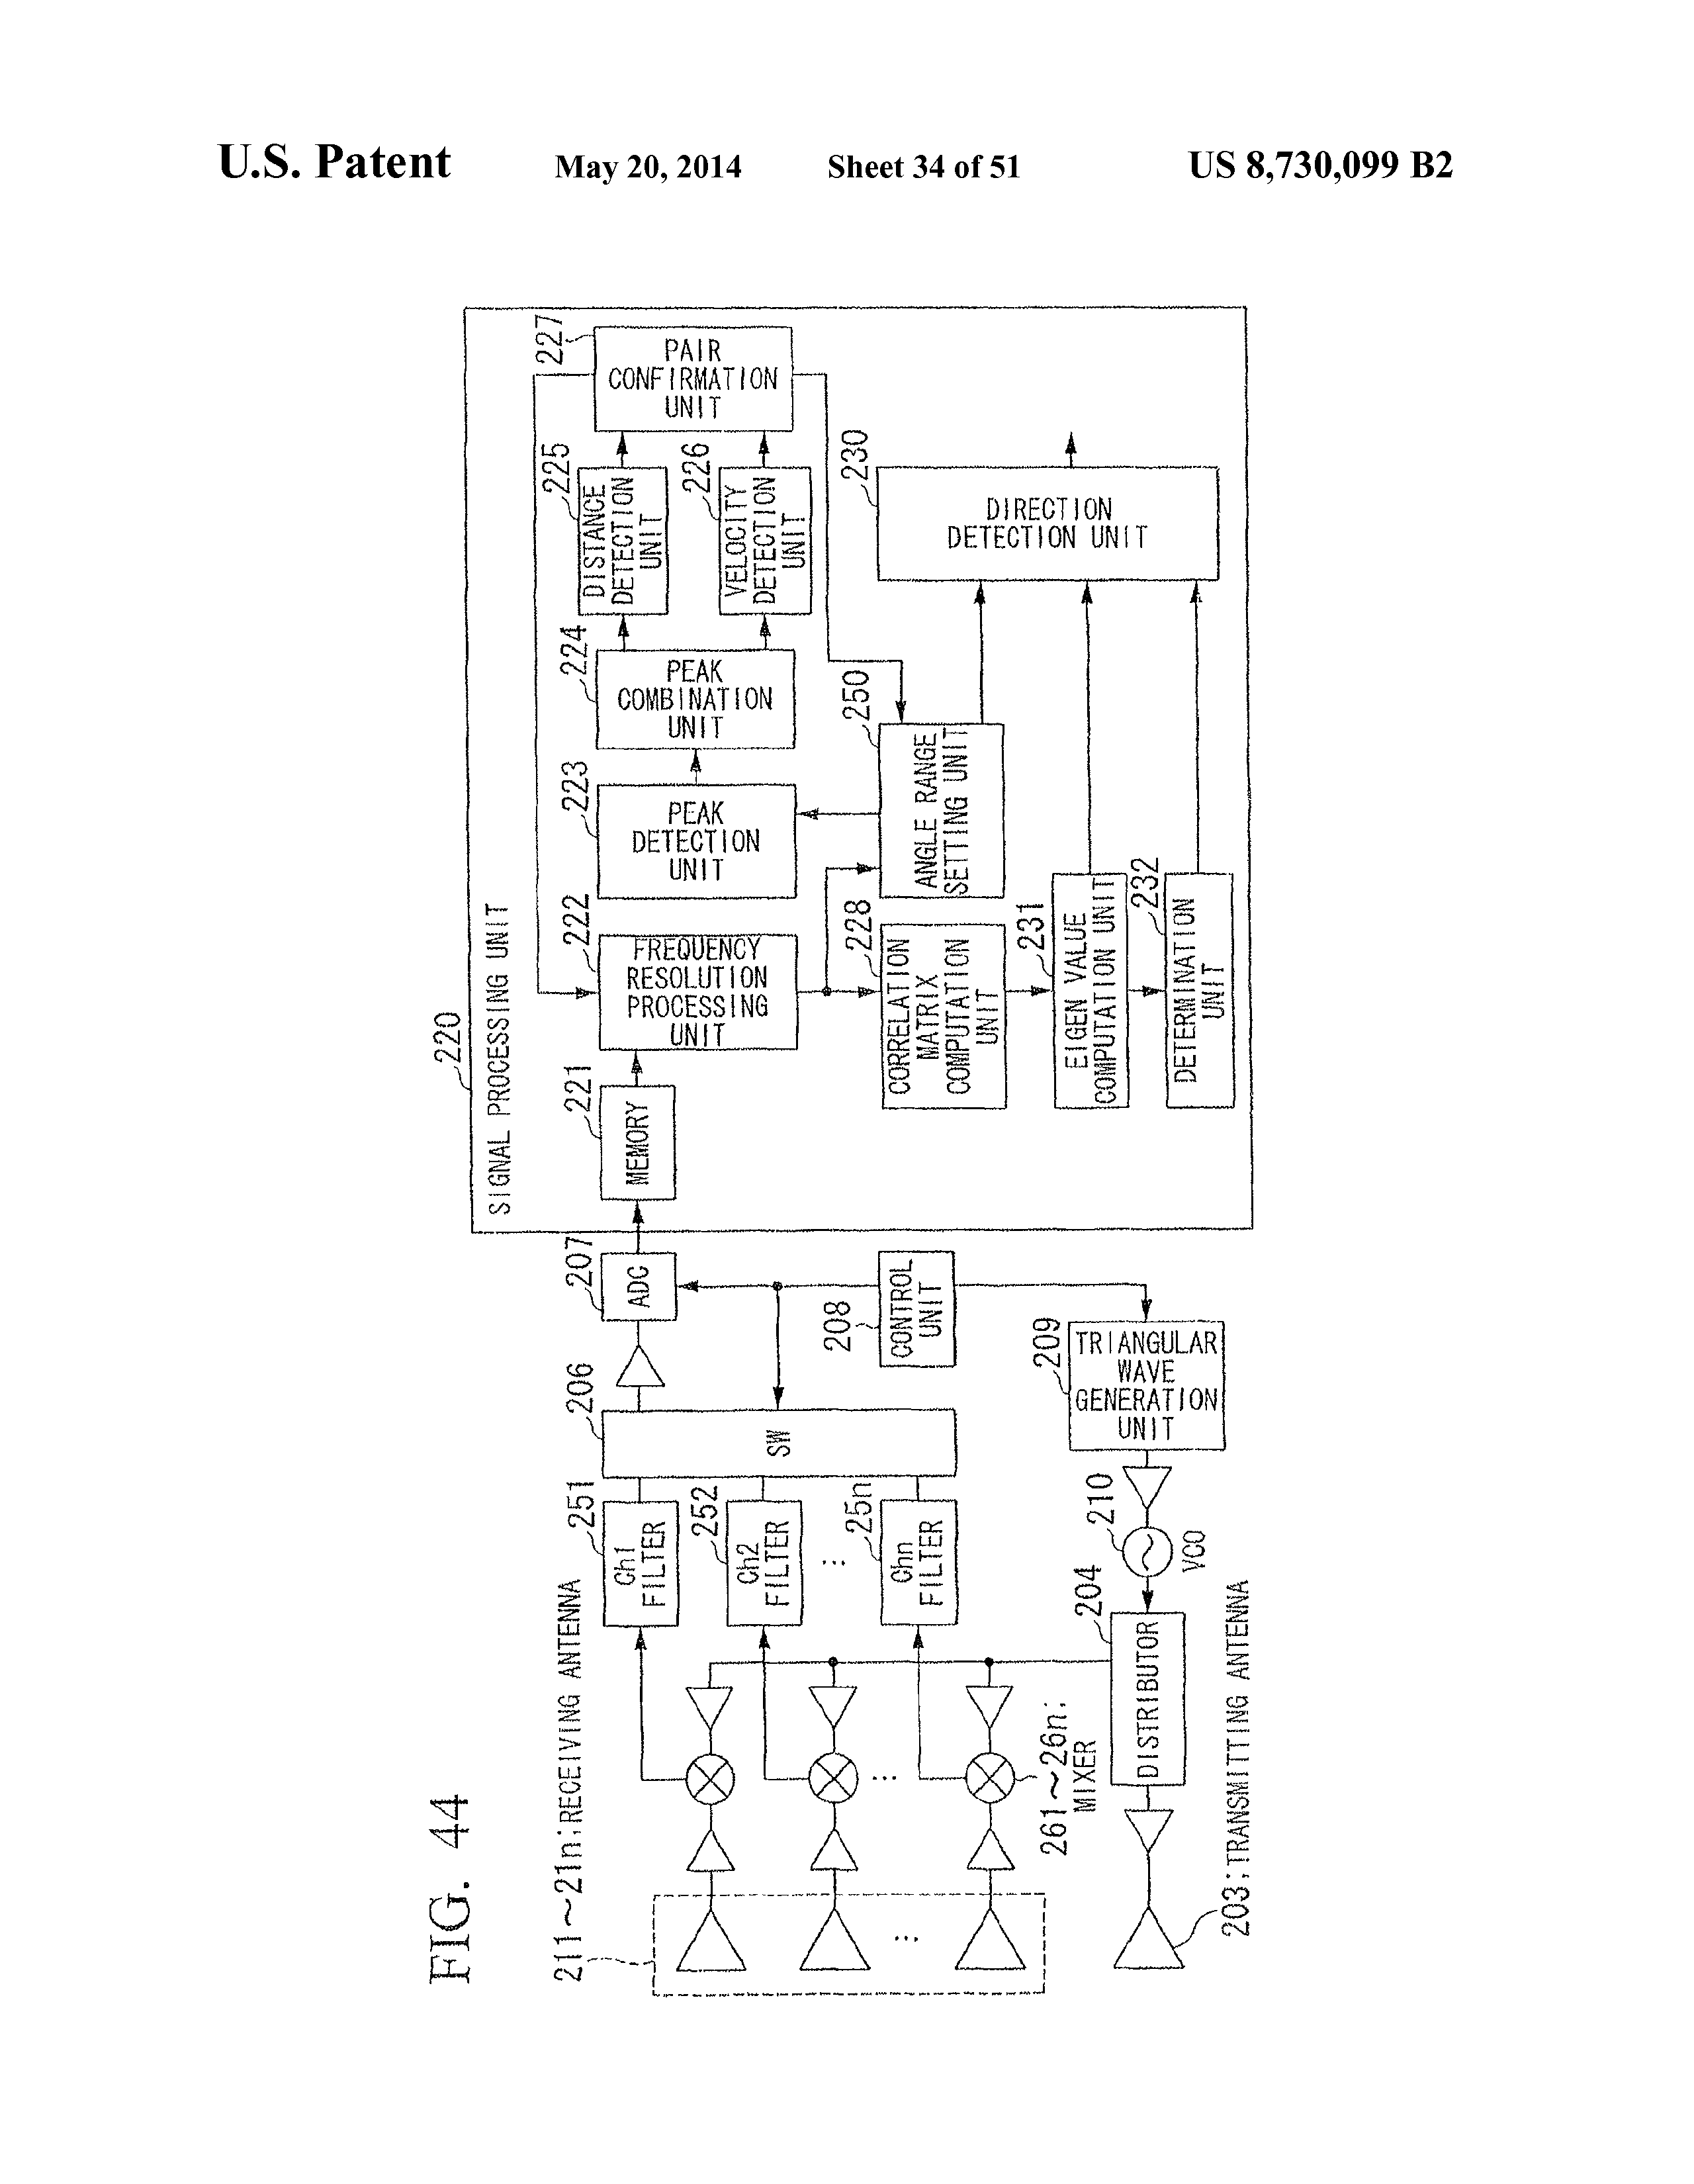 U.S. Patent May 20, 2014 Sheet 34 of 51 US 8,730,099 B2
FIG. 44
211~21n;RECEIVING ANTENNA
261~26n;
MIXER
203;TRANSMITTING ANTENNA
251
Ch1
FILTER
252
Ch2
FILTER
...
25n
Chn
FILTER
...
...
204
DISTRIBUTOR
210
VCO
206
SW
207
ADC
208
CONTROL
UNIT
209
TRIANGULAR
WAVE
GENERATION
UNIT
220
SIGNAL PROCESSING UNIT
221
MEMORY
222
FREQUENCY
RESOLUTION
PROCESSING
UNIT
223
PEAK
DETECTION
UNIT
224
PEAK
COMBINATION
UNIT
225
DISTANCE
DETECTION
UNIT
226
VELOCITY
DETECTION
UNIT
227
PAIR
CONFIRMATION
UNIT
228
CORRELATION
MATRIX
COMPUTATION
UNIT
250
ANGLE RANGE
SETTING UNIT
230
DIRECTION
DETECTION UNIT
231
EIGEN VALUE
COMPUTATION UNIT
232
DETERMINATION
UNIT